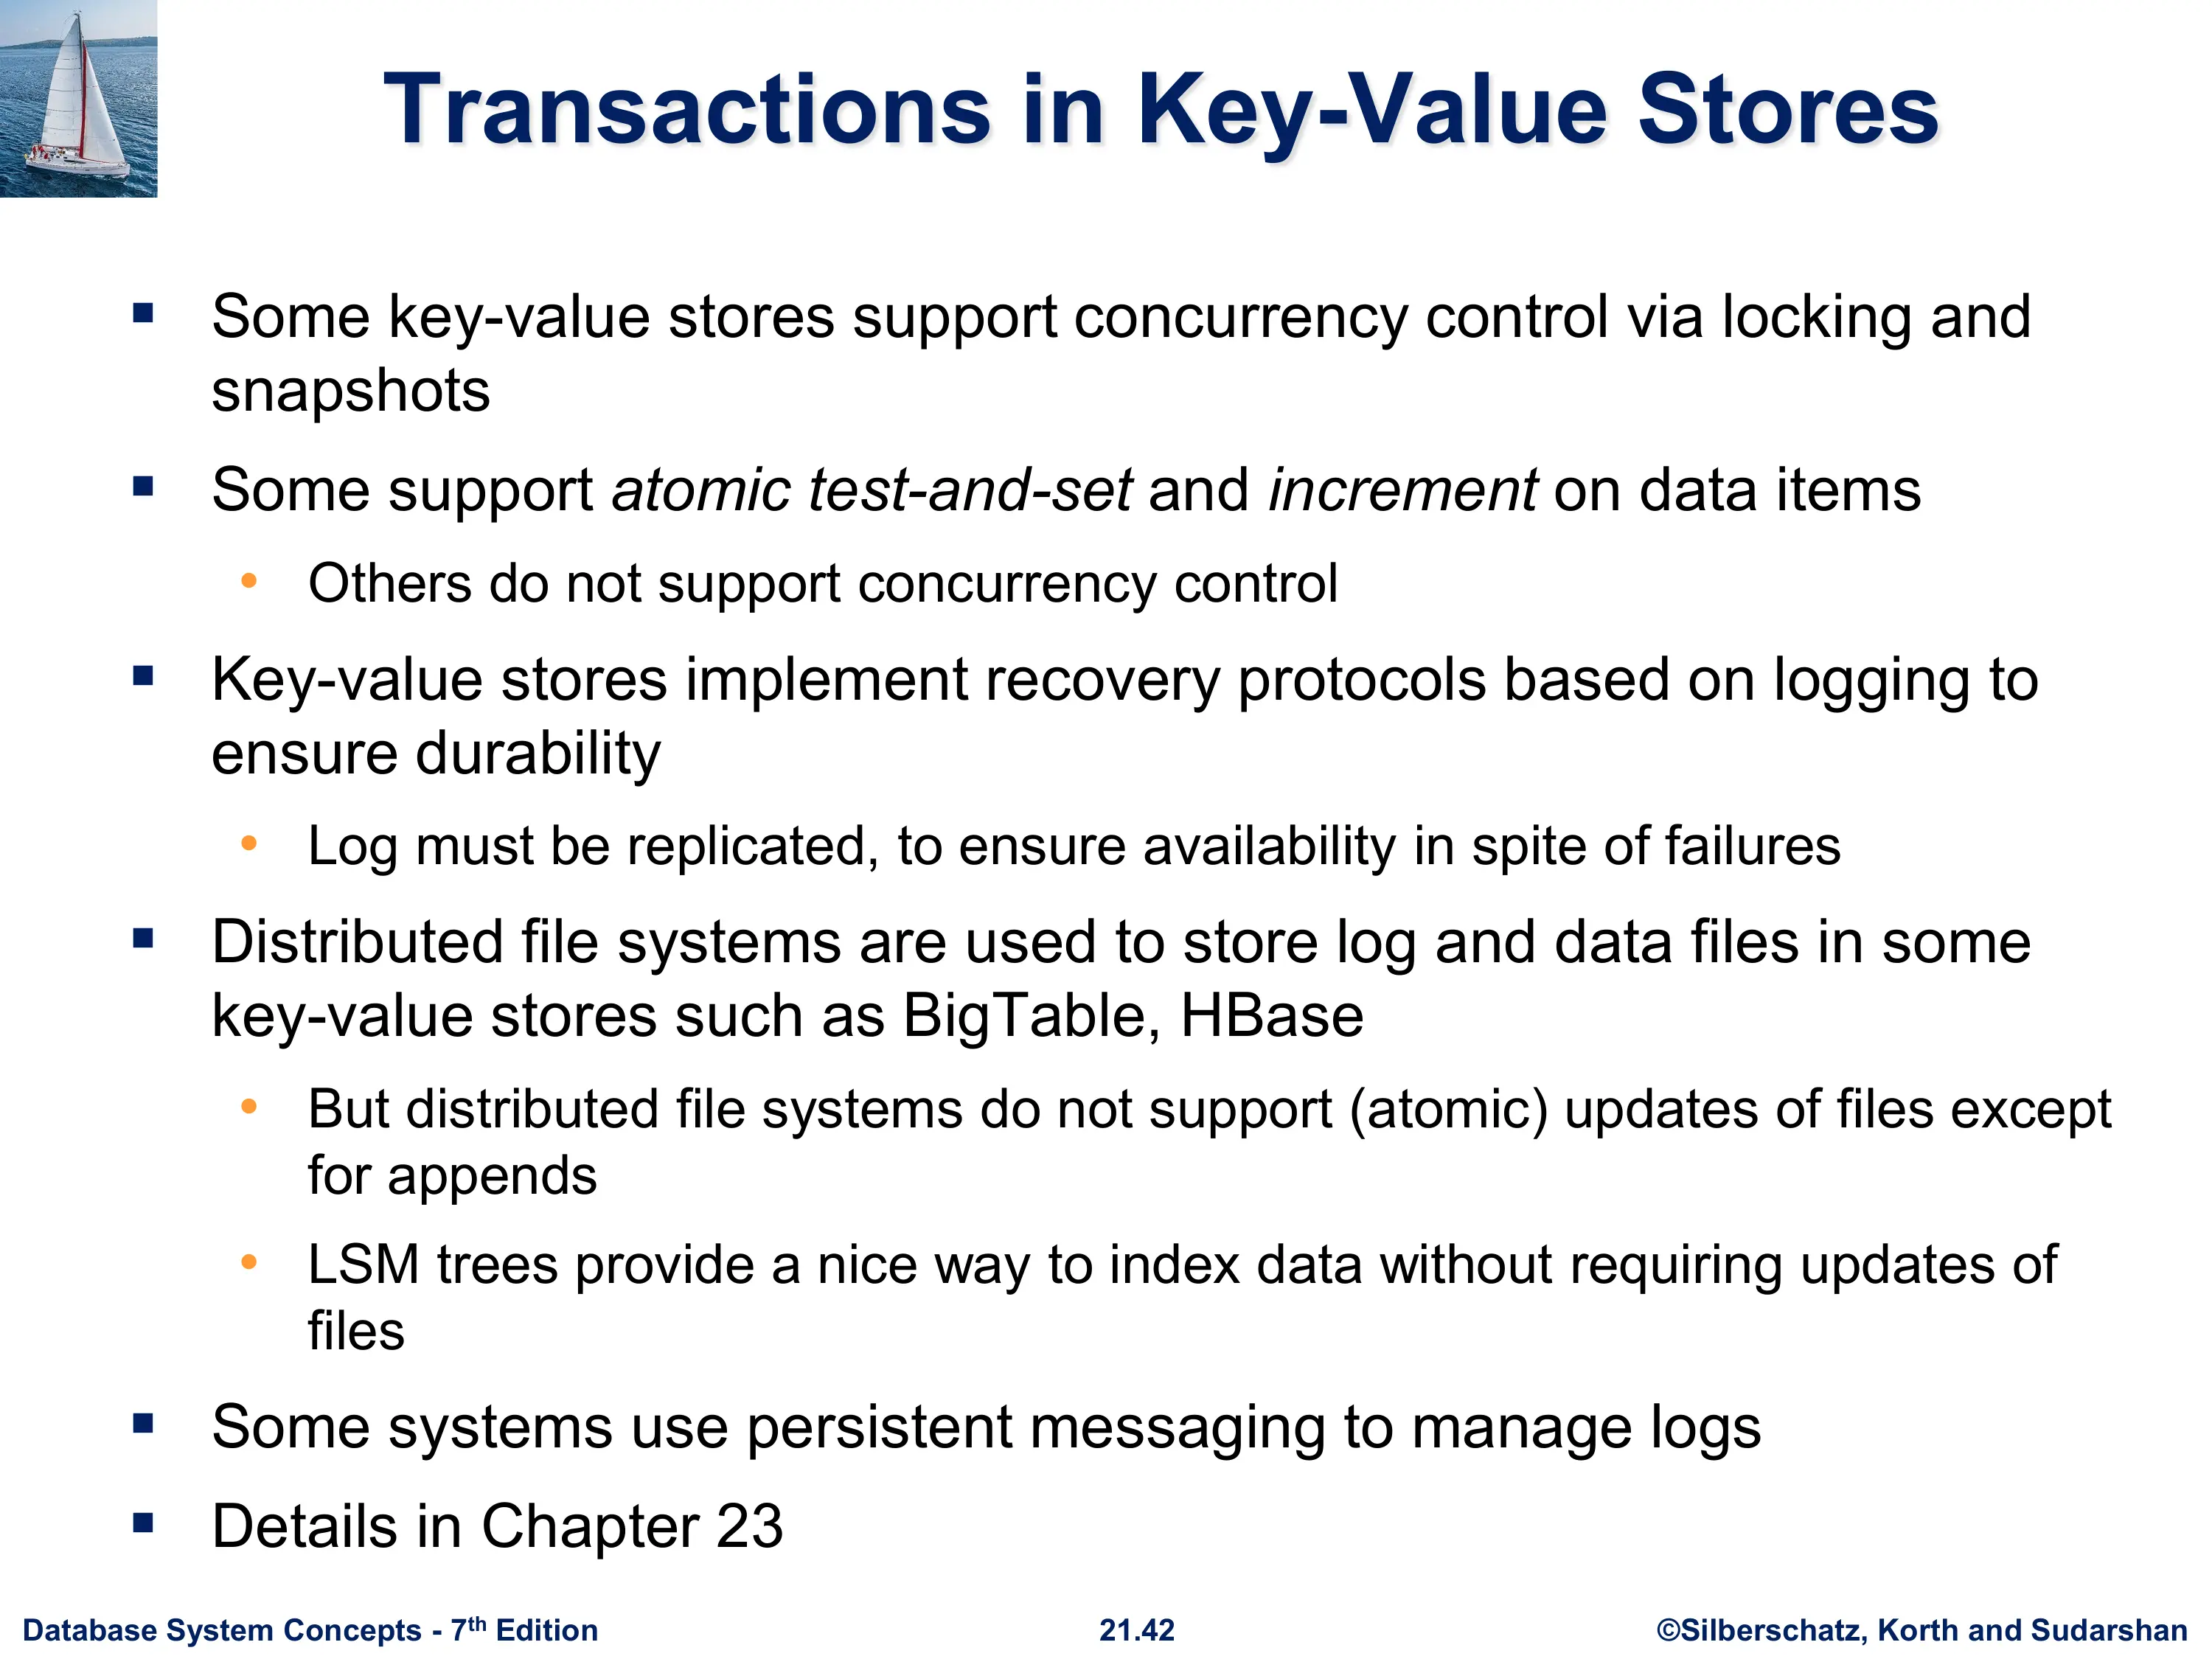 Transactions in Key-Value Stores
▪ Some key-value stores support concurrency control via locking and
snapshots
▪ Some support atomic test-and-set and increment on data items
• Others do not support concurrency control
▪ Key-value stores implement recovery protocols based on logging to
ensure durability
• Log must be replicated, to ensure availability in spite of failures
▪ Distributed file systems are used to store log and data files in some
key-value stores such as BigTable, HBase
• But distributed file systems do not support (atomic) updates of files except
for appends
• LSM trees provide a nice way to index data without requiring updates of
files
▪ Some systems use persistent messaging to manage logs
▪ Details in Chapter 23
Database System Concepts - 7th Edition
21.42
©Silberschatz, Korth and Sudarshan